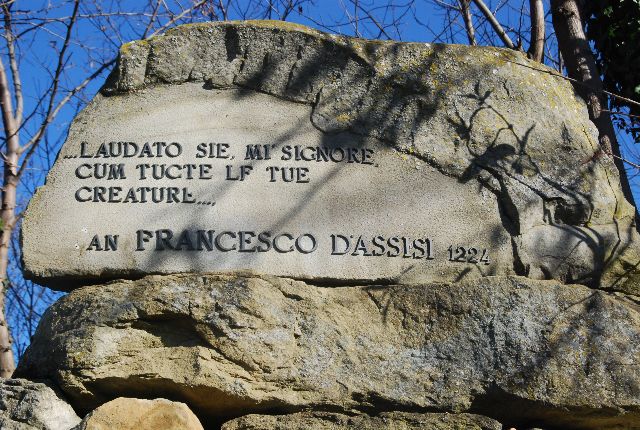 ...LAUDATO SIE, MI' SIGNORE,
CUM TUCTE LE TUE
CREATURE....,
AN FRANCESCO D'ASSISI 1224